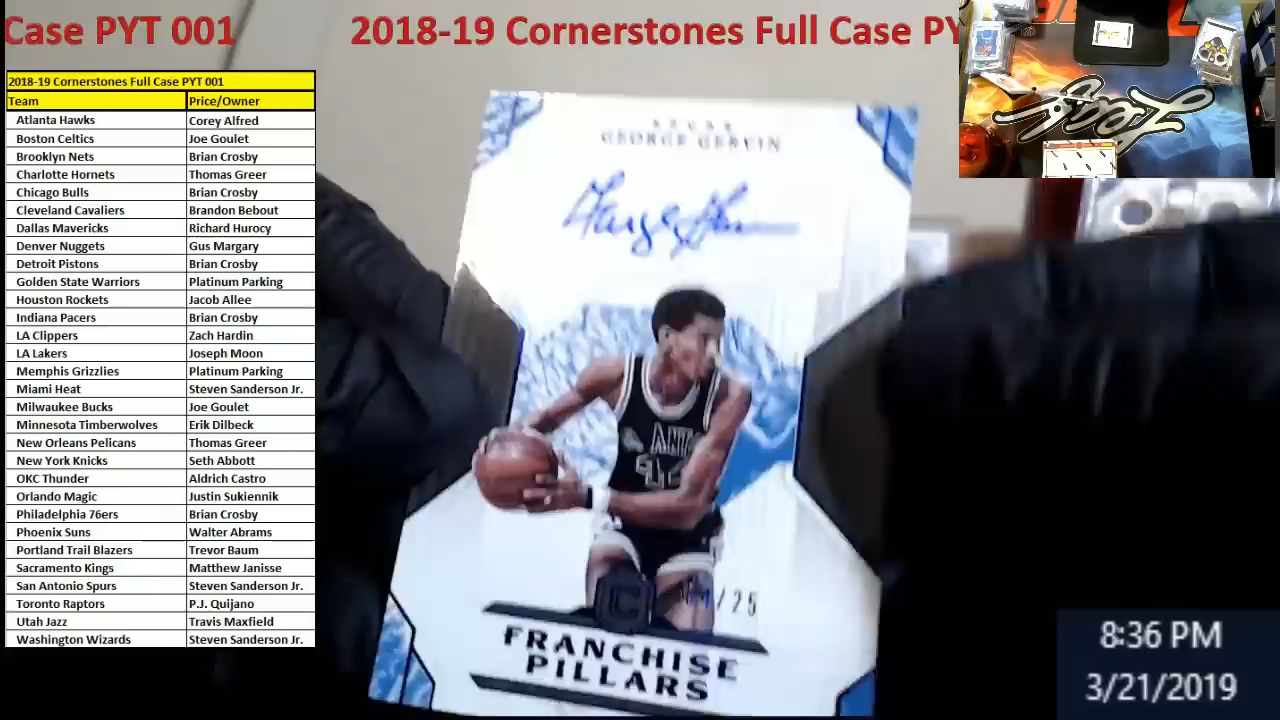 Case PYT 001
2018-19 Cornerstones Full Case PY
2018-19 Cornerstones Full Case PYT 001
Team Price/Owner
Atlanta Hawks Corey Alfred
Boston Celtics Joe Goulet
Brooklyn Nets Brian Crosby
Charlotte Hornets Thomas Greer
Chicago Bulls Brian Crosby
Cleveland Cavaliers Brandon Bebout
Dallas Mavericks Richard Hurocy
Denver Nuggets Gus Margary
Detroit Pistons Brian Crosby
Golden State Warriors Platinum Parking
Houston Rockets Jacob Allee
Indiana Pacers Brian Crosby
LA Clippers Zach Hardin
LA Lakers Joseph Moon
Memphis Grizzlies Platinum Parking
Miami Heat Steven Sanderson Jr.
Milwaukee Bucks Joe Goulet
Minnesota Timberwolves Erik Dilbeck
New Orleans Pelicans Thomas Greer
New York Knicks Seth Abbott
OKC Thunder Aldrich Castro
Orlando Magic Justin Sukiennik
Philadelphia 76ers Brian Crosby
Phoenix Suns Walter Abrams
Portland Trail Blazers Trevor Baum
Sacramento Kings Matthew Janisse
San Antonio Spurs Steven Sanderson Jr.
Toronto Raptors P.J. Quijano
Utah Jazz Travis Maxfield
Washington Wizards Steven Sanderson Jr.
SPURS
GEORGE GERVIN
George Gervin
44
/25
FRANCHISE
PILLARS
Leaf
8:36 PM
3/21/2019